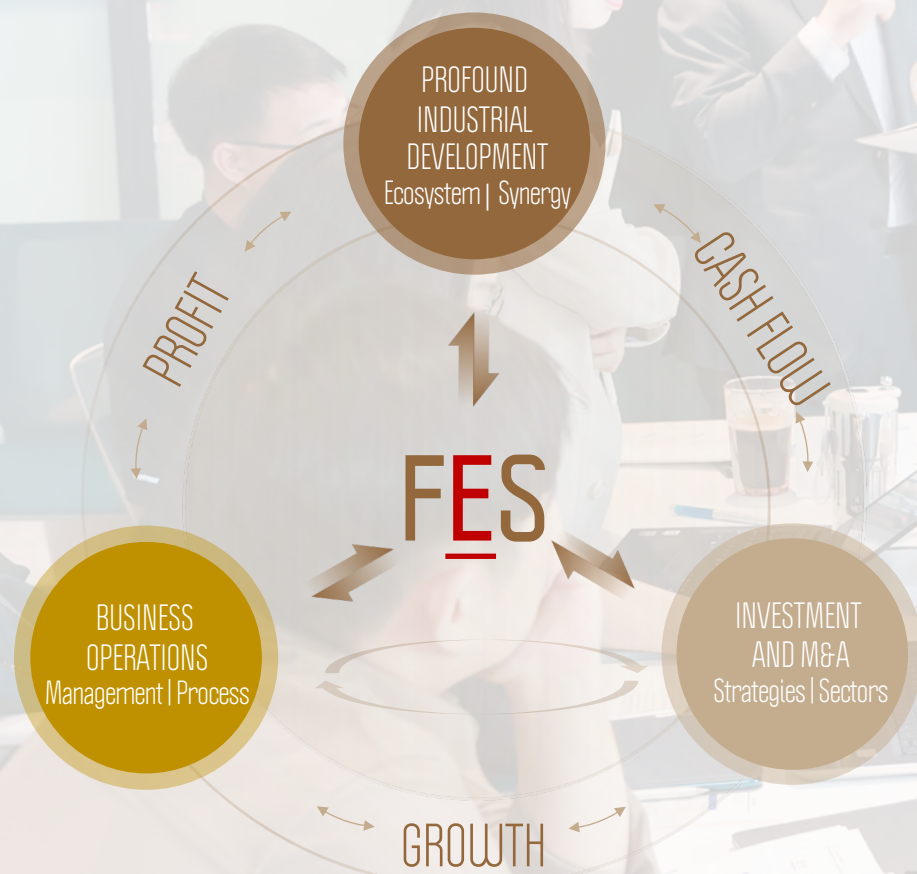 PROFOUND
INDUSTRIAL
DEVELOPMENT
Ecosystem | Synergy
PROFIT
CASH FLOW
FES
BUSINESS
OPERATIONS
Management | Process
INVESTMENT
AND M&A
Strategies | Sectors
GROWTH